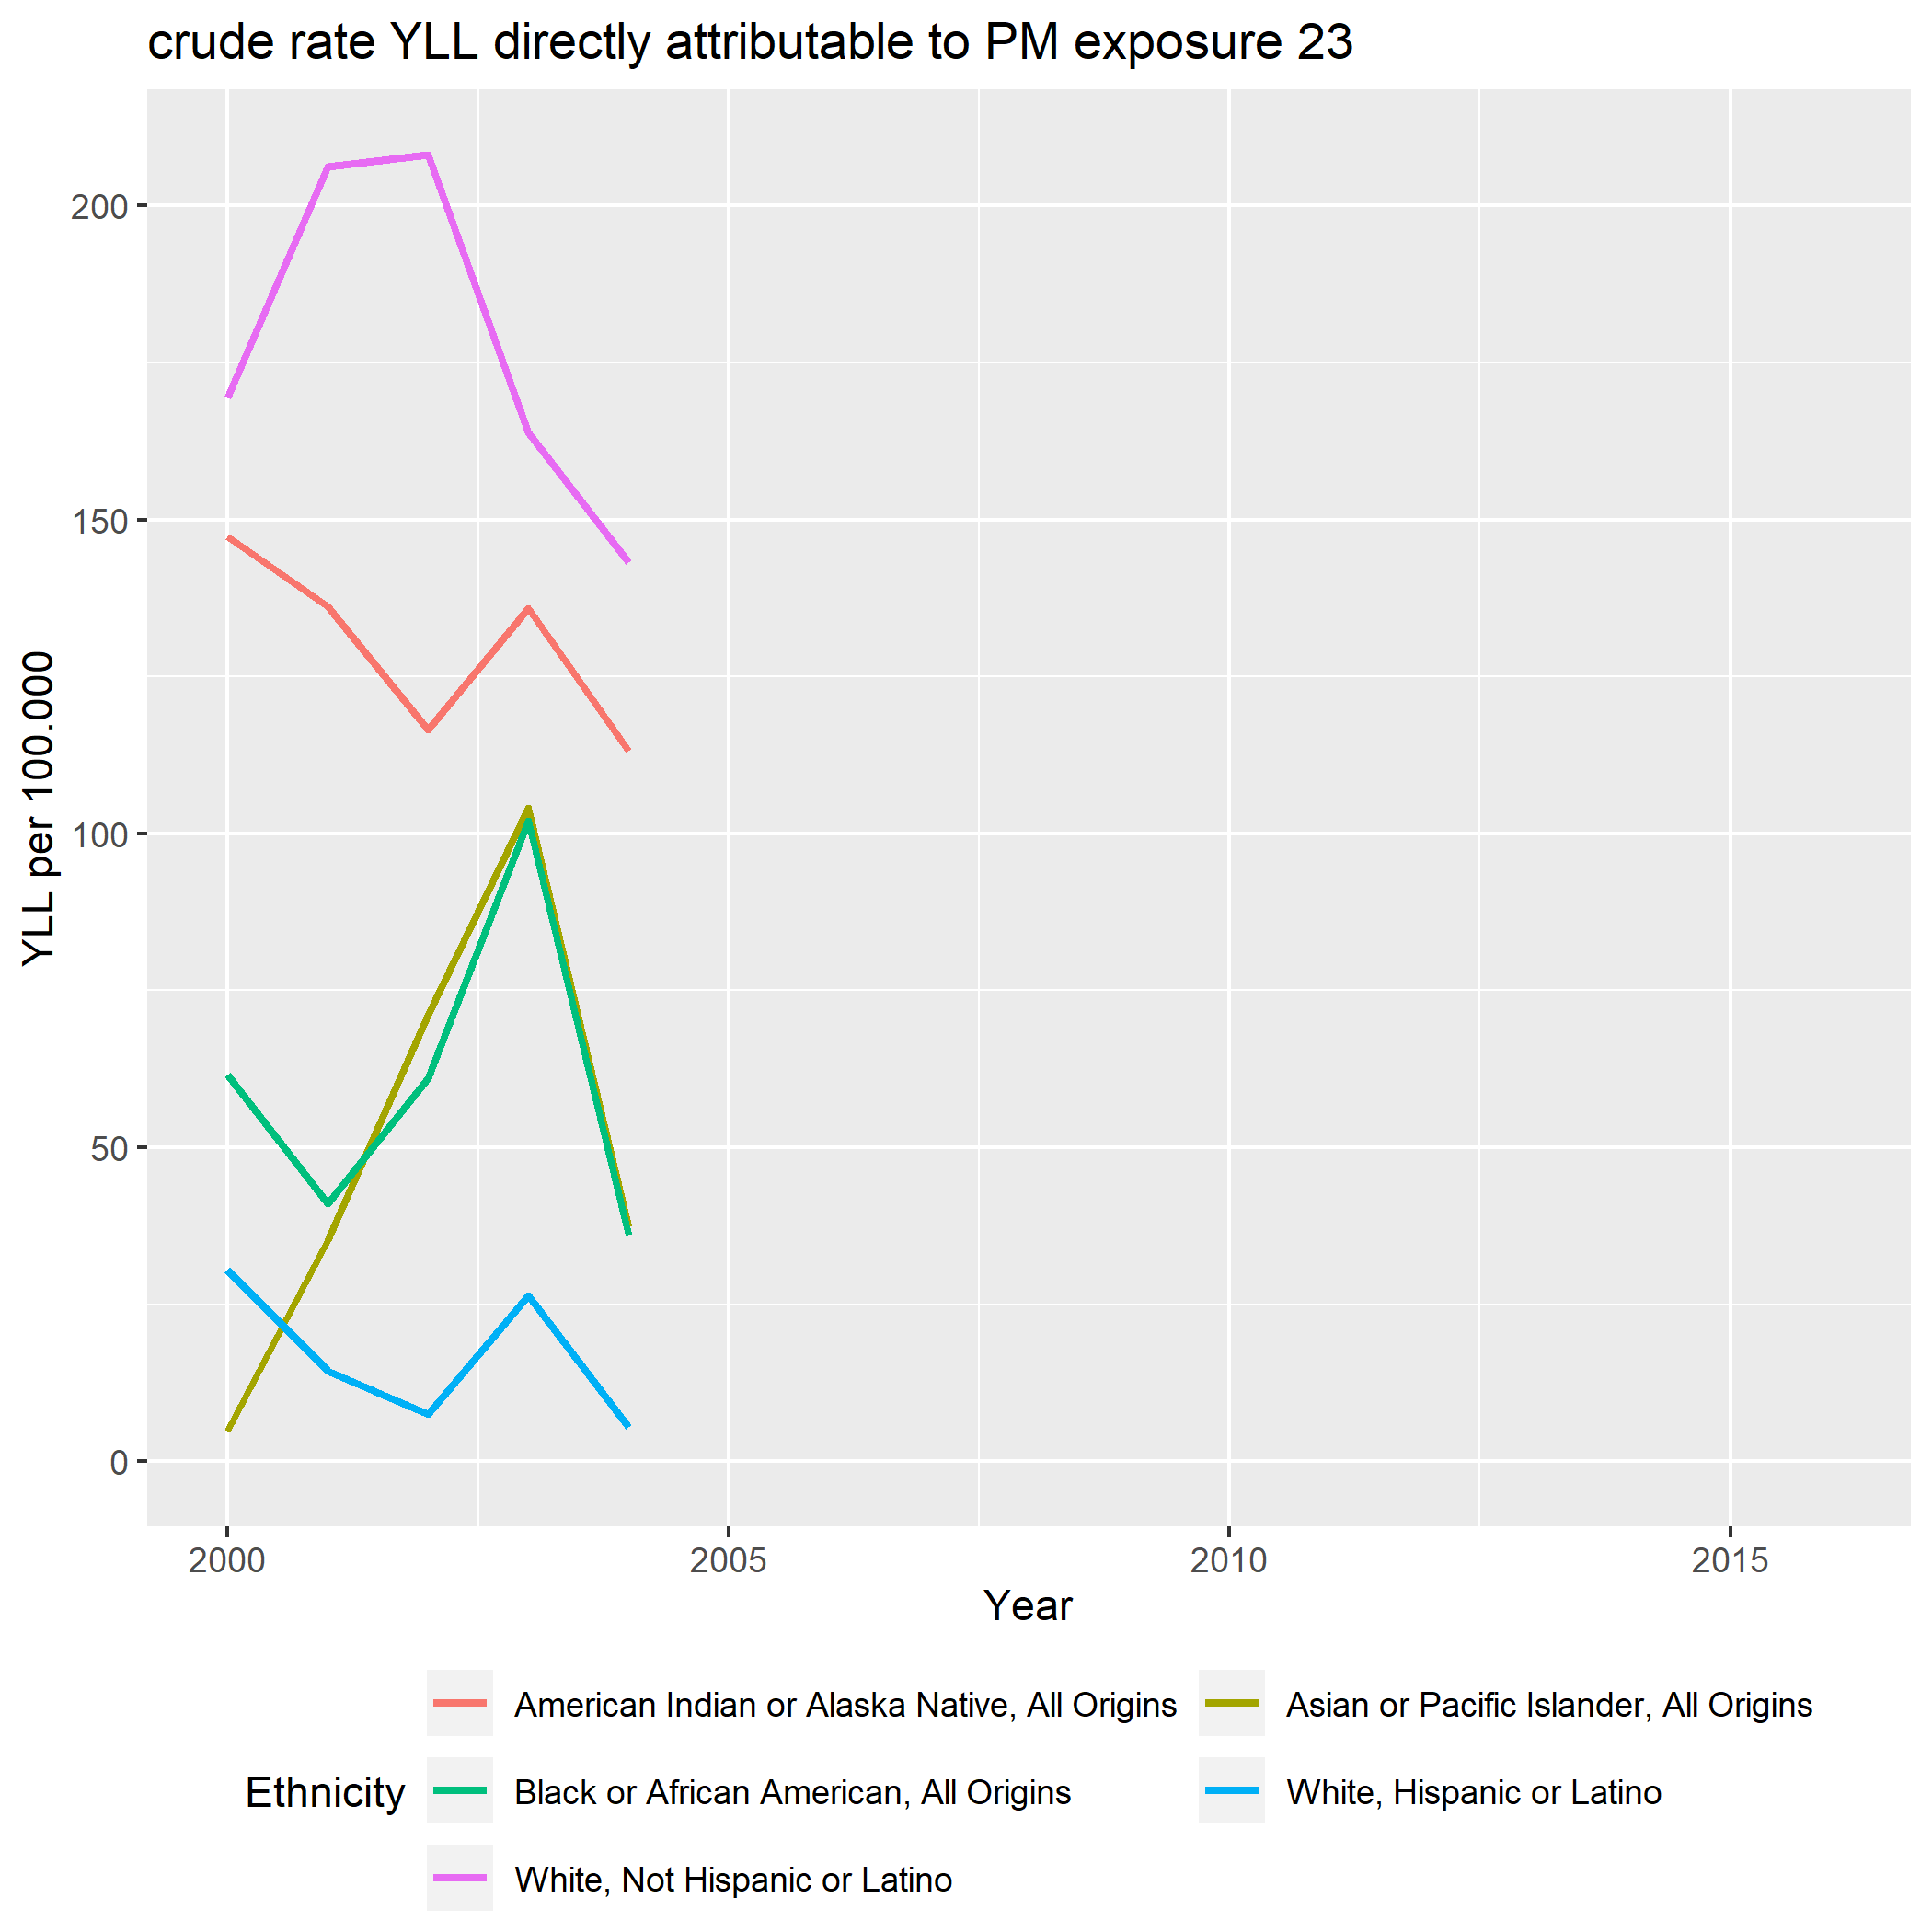 crude rate YLL directly attributable to PM exposure 23
YLL per 100.000
200
150
100
50
0
2000 2005 2010 2015
Year
Ethnicity
American Indian or Alaska Native, All Origins
Asian or Pacific Islander, All Origins
Black or African American, All Origins
White, Hispanic or Latino
White, Not Hispanic or Latino